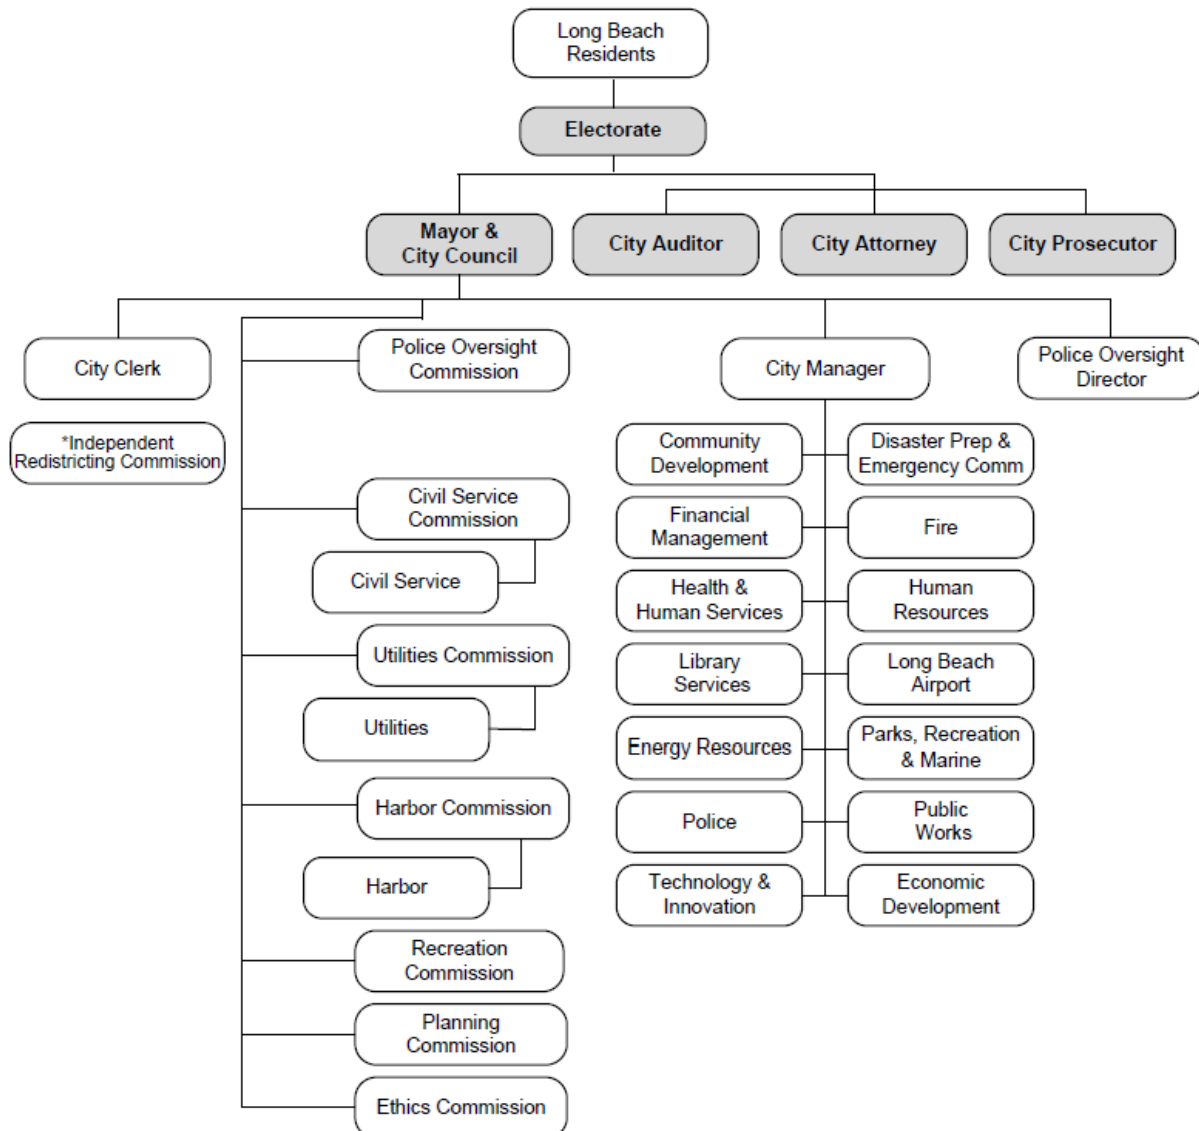 Long Beach
Residents
Electorate
Mayor &
City Council
City Auditor
City Attorney
City Prosecutor
City Clerk
*Independent
Redistricting Commission
Police Oversight
Commission
Civil Service
Commission
Civil Service
Utilities Commission
Utilities
Harbor Commission
Harbor
Recreation
Commission
Planning
Commission
Ethics Commission
City Manager
Community
Development
Disaster Prep &
Emergency Comm
Financial
Management
Fire
Health &
Human Services
Human
Resources
Library
Services
Long Beach
Airport
Energy Resources
Parks, Recreation
& Marine
Police
Public
Works
Technology &
Innovation
Economic
Development
Police Oversight
Director